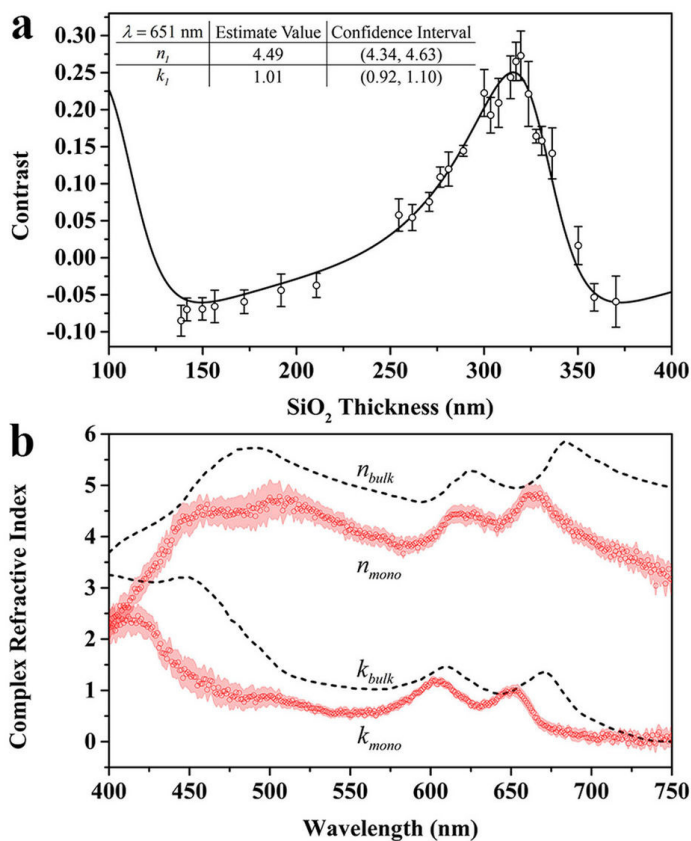 a
λ = 651 nm Estimate Value Confidence Interval
n1 4.49 (4.34, 4.63)
k1 1.01 (0.92, 1.10)
0.30
0.25
0.20
0.15
0.10
0.05
0.00
-0.05
-0.10
Contrast
100 150 200 250 300 350 400
SiO2 Thickness (nm)
b
6
5
4
3
2
1
0
Complex Refractive Index
nbulk
nmono
kbulk
kmono
400 450 500 550 600 650 700 750
Wavelength (nm)